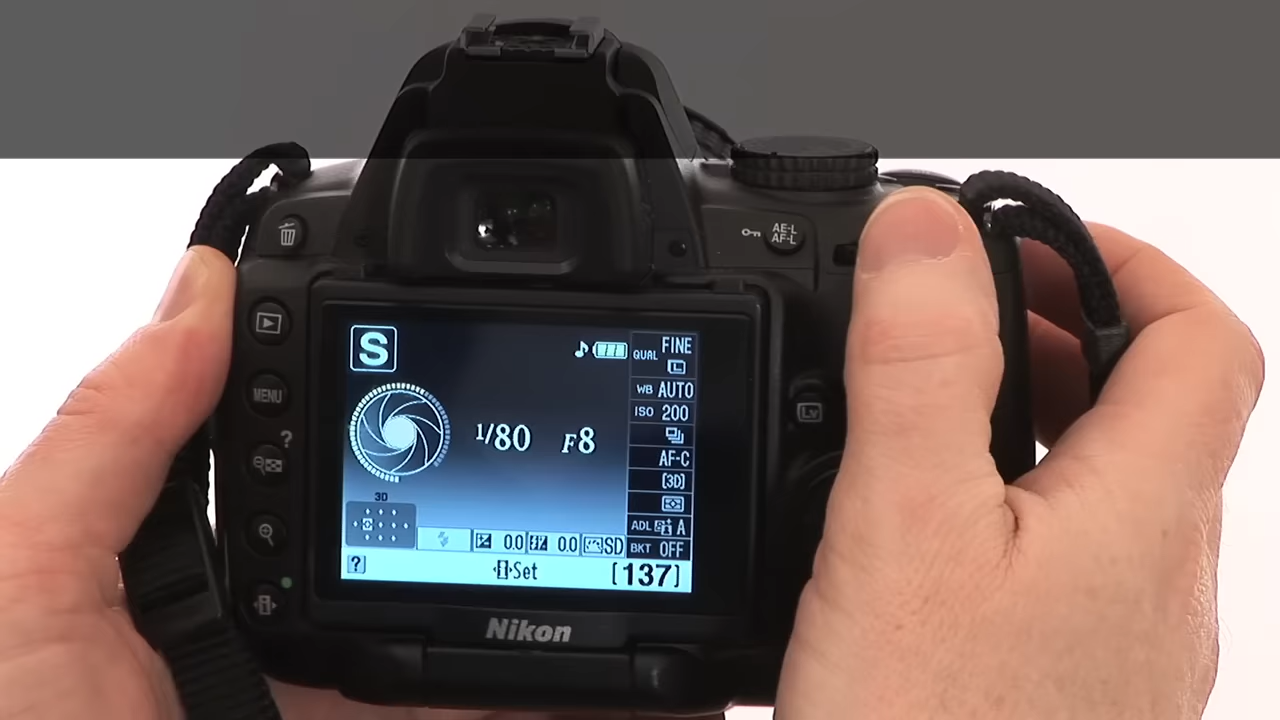 AE-L
AF-L
S
QUAL FINE
L
WB AUTO
ISO 200
1/80 F8
AF-C
[3D]
3D
ADL A
0.0 0.0 SD
BKT OFF
? Set [137]
MENU
?
Lv
Nikon